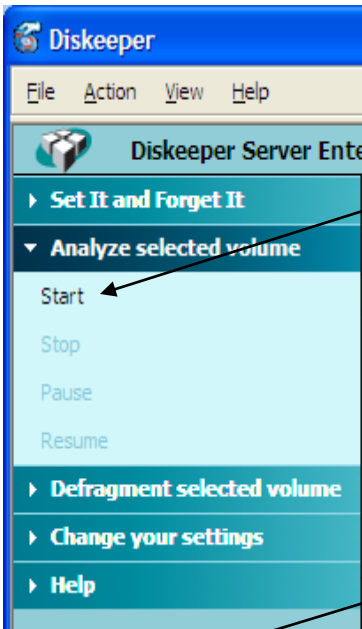 Diskeeper
File Action View Help
Diskeeper Server Ente
Set It and Forget It
Analyze selected volume
Start
Stop
Pause
Resume
Defragment selected volume
Change your settings
Help